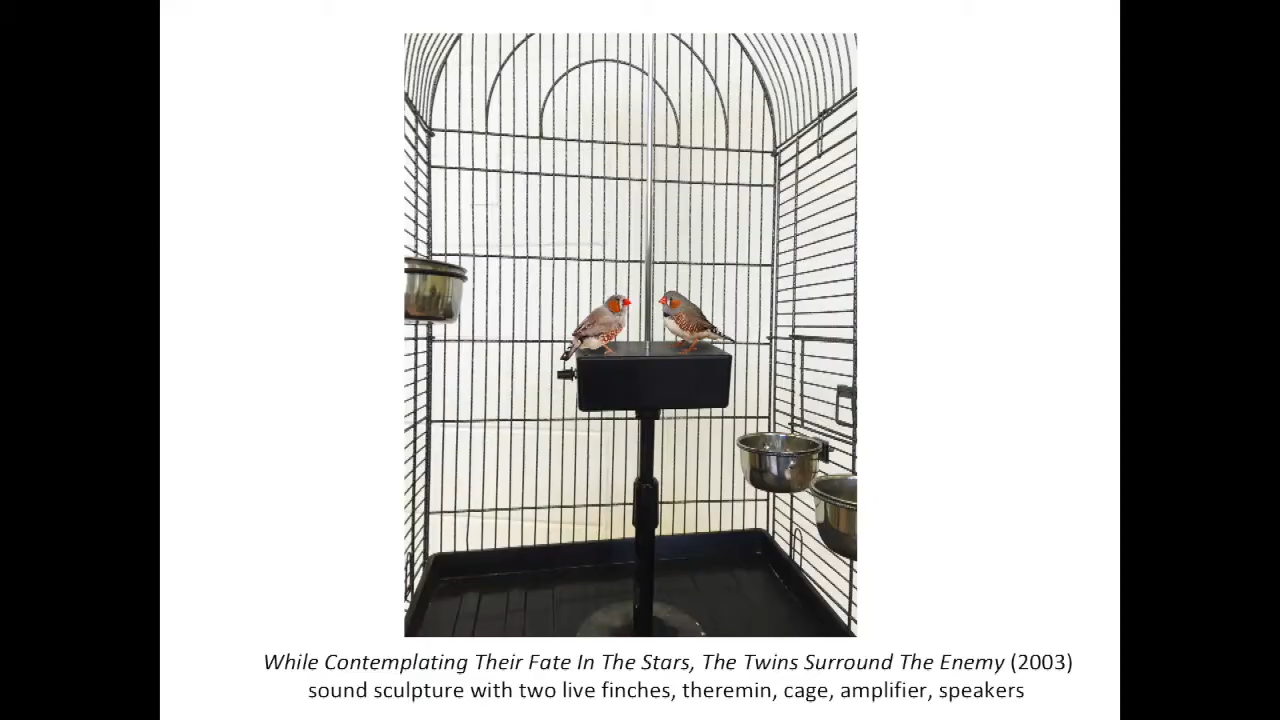 While Contemplating Their Fate In The Stars, The Twins Surround The Enemy (2003)
sound sculpture with two live finches, theremin, cage, amplifier, speakers